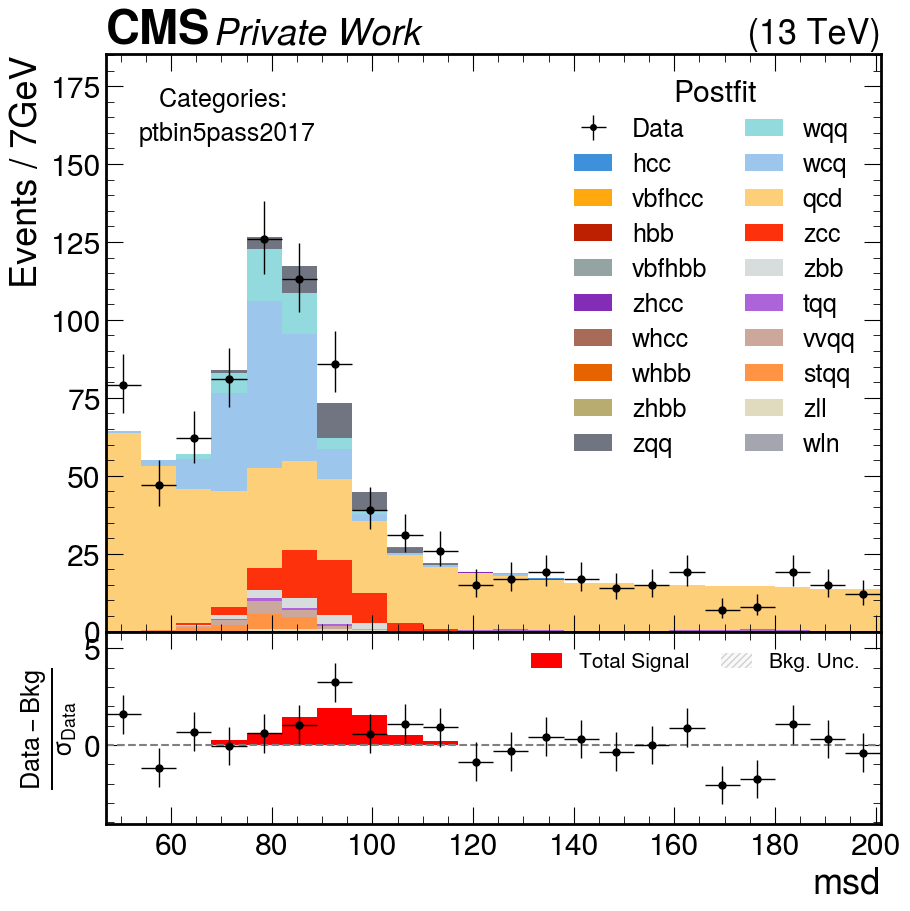 CMS Private Work (13 TeV)
Events / 7GeV
175
150
125
100
75
50
25
0
Categories:
ptbin5pass2017
Postfit
Data
hcc
vbfhcc
hbb
vbfhbb
zhcc
whcc
whbb
zhbb
zqq
wqq
wcq
qcd
zcc
zbb
tqq
vvqq
stqq
zll
wln
Data – Bkg
σData
5
0
Total Signal
Bkg. Unc.
60 80 100 120 140 160 180 200
msd